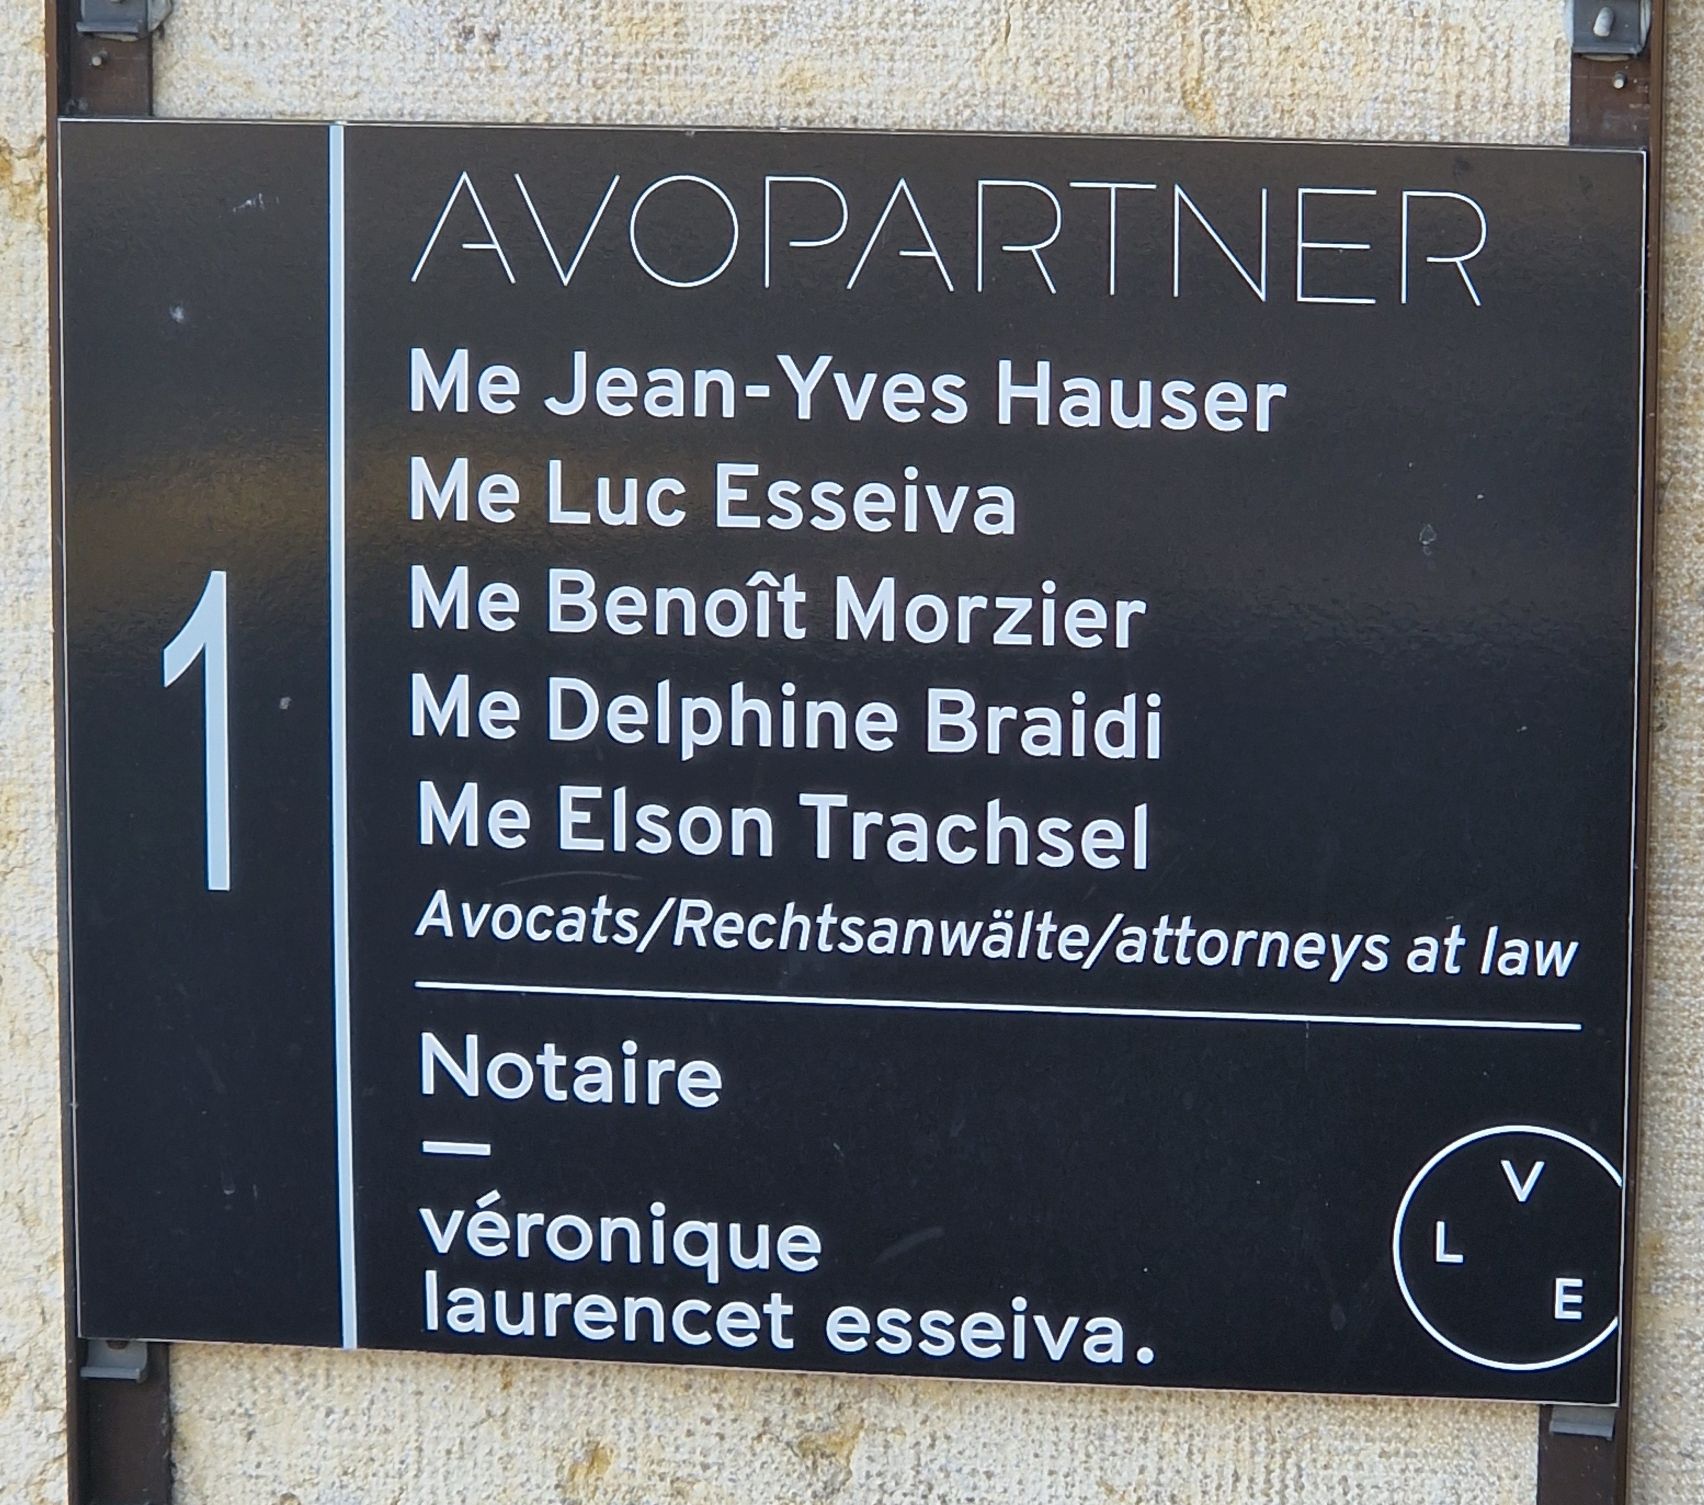 AVOPARTNER
Me Jean-Yves Hauser
Me Luc Esseiva
Me Benoît Morzier
Me Delphine Braidi
Me Elson Trachsel
Avocats/Rechtsanwälte/attorneys at law
1
Notaire
—
véronique
laurencet esseiva.
V
L
E